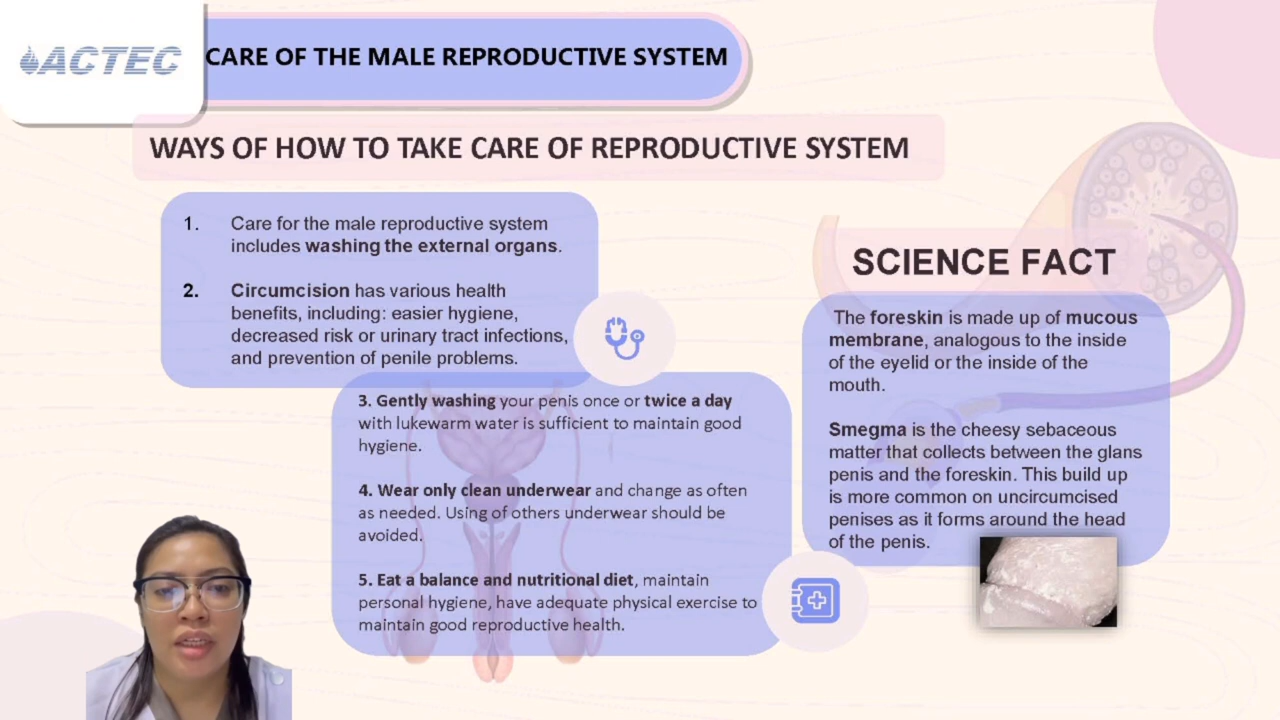 ACTEC
CARE OF THE MALE REPRODUCTIVE SYSTEM
WAYS OF HOW TO TAKE CARE OF REPRODUCTIVE SYSTEM
1. Care for the male reproductive system
includes washing the external organs.
2. Circumcision has various health
benefits, including: easier hygiene,
decreased risk or urinary tract infections,
and prevention of penile problems.
3. Gently washing your penis once or twice a day
with lukewarm water is sufficient to maintain good
hygiene.
4. Wear only clean underwear and change as often
as needed. Using of others underwear should be
avoided.
5. Eat a balance and nutritional diet, maintain
personal hygiene, have adequate physical exercise to
maintain good reproductive health.
SCIENCE FACT
The foreskin is made up of mucous
membrane, analogous to the inside
of the eyelid or the inside of the
mouth.
Smegma is the cheesy sebaceous
matter that collects between the glans
penis and the foreskin. This build up
is more common on uncircumcised
penises as it forms around the head
of the penis.